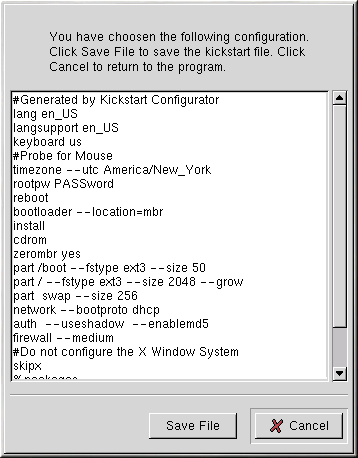 You have choosen the following configuration.
Click Save File to save the kickstart file. Click
Cancel to return to the program.
#Generated by Kickstart Configurator
lang en_US
langsupport en_US
keyboard us
#Probe for Mouse
timezone --utc America/New_York
rootpw PASSword
reboot
bootloader --location=mbr
install
cdrom
zerombr yes
part /boot --fstype ext3 --size 50
part / --fstype ext3 --size 2048 --grow
part swap --size 256
network --bootproto dhcp
auth --useshadow --enablemd5
firewall --medium
#Do not configure the X Window System
skipx
%packages
Save File
Cancel